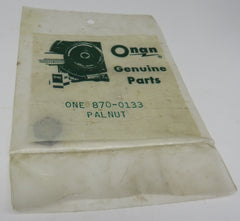 Onan
Genuine
Parts
ONE 870-0133
PALNUT